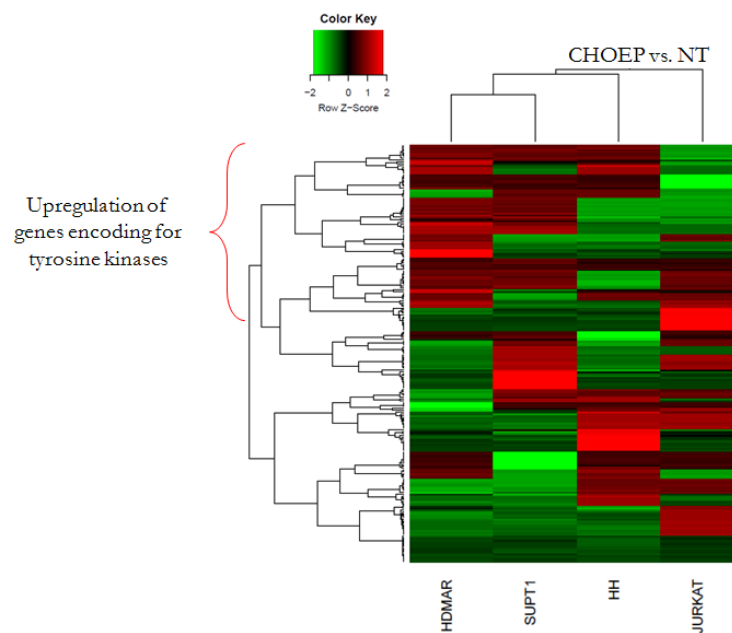 Color Key
−2 0 1 2
Row Z−Score
CHOEP vs. NT
Upregulation of
genes encoding for
tyrosine kinases
HDMAR
SUPT1
HH
JURKAT